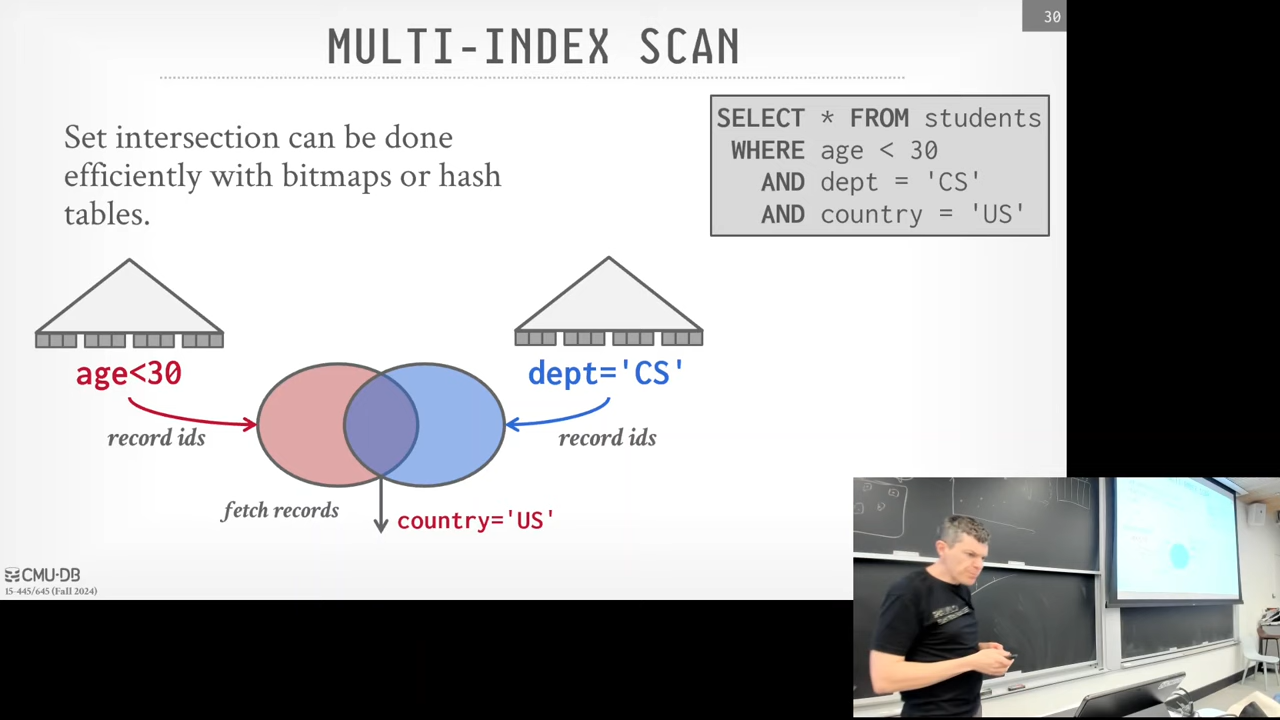 30
MULTI-INDEX SCAN
Set intersection can be done
efficiently with bitmaps or hash
tables.
SELECT * FROM students
WHERE age < 30
AND dept = 'CS'
AND country = 'US'
age<30
dept='CS'
record ids
record ids
fetch records
country='US'
CMU·DB
15-445/645 (Fall 2024)